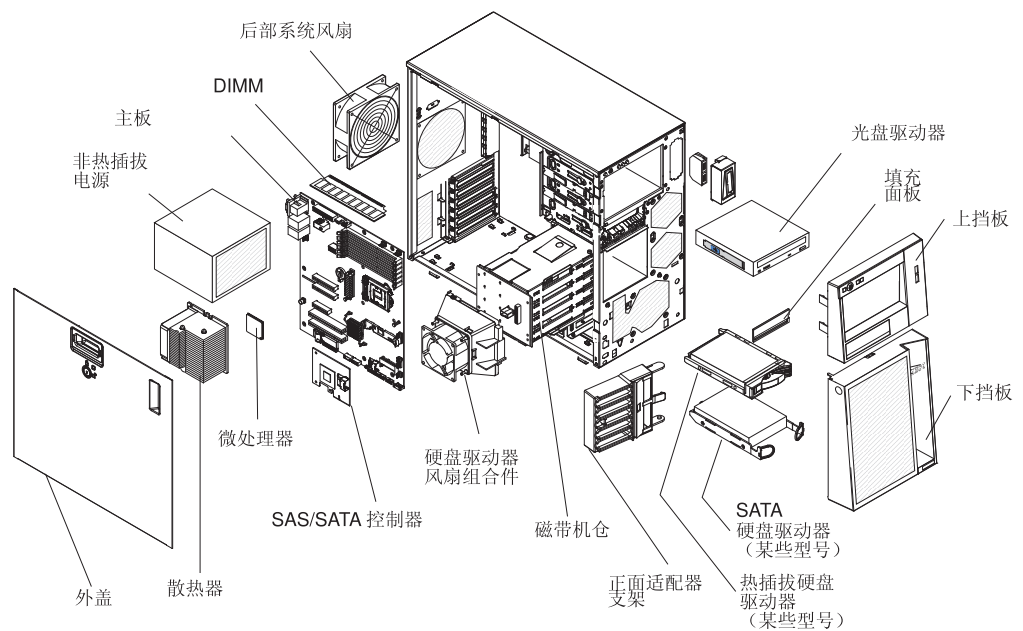 后部系统风扇
DIMM
主板
非热插拔
电源
光盘驱动器
填充
面板
上挡板
下挡板
微处理器
硬盘驱动器
风扇组合件
SAS/SATA 控制器
磁带机仓
SATA
硬盘驱动器
（某些型号）
外盖
散热器
正面适配器
支架
热插拔硬盘
驱动器
（某些型号）